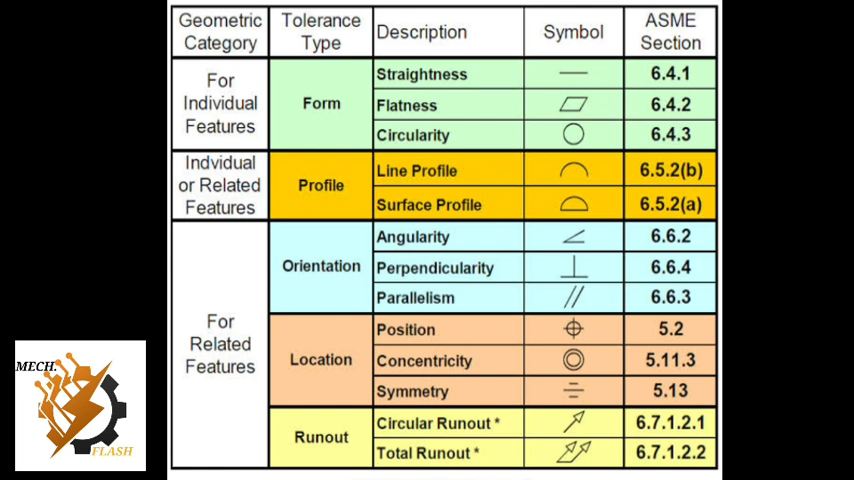 Geometric Category
Tolerance Type
Description
Symbol
ASME Section
For Individual Features
Form
Straightness
6.4.1
Flatness
6.4.2
Circularity
6.4.3
Indvidual or Related Features
Profile
Line Profile
6.5.2(b)
Surface Profile
6.5.2(a)
For Related Features
Orientation
Angularity
6.6.2
Perpendicularity
6.6.4
Parallelism
6.6.3
Location
Position
5.2
Concentricity
5.11.3
Symmetry
5.13
Runout
Circular Runout *
6.7.1.2.1
Total Runout *
6.7.1.2.2
MECH.
FLASH